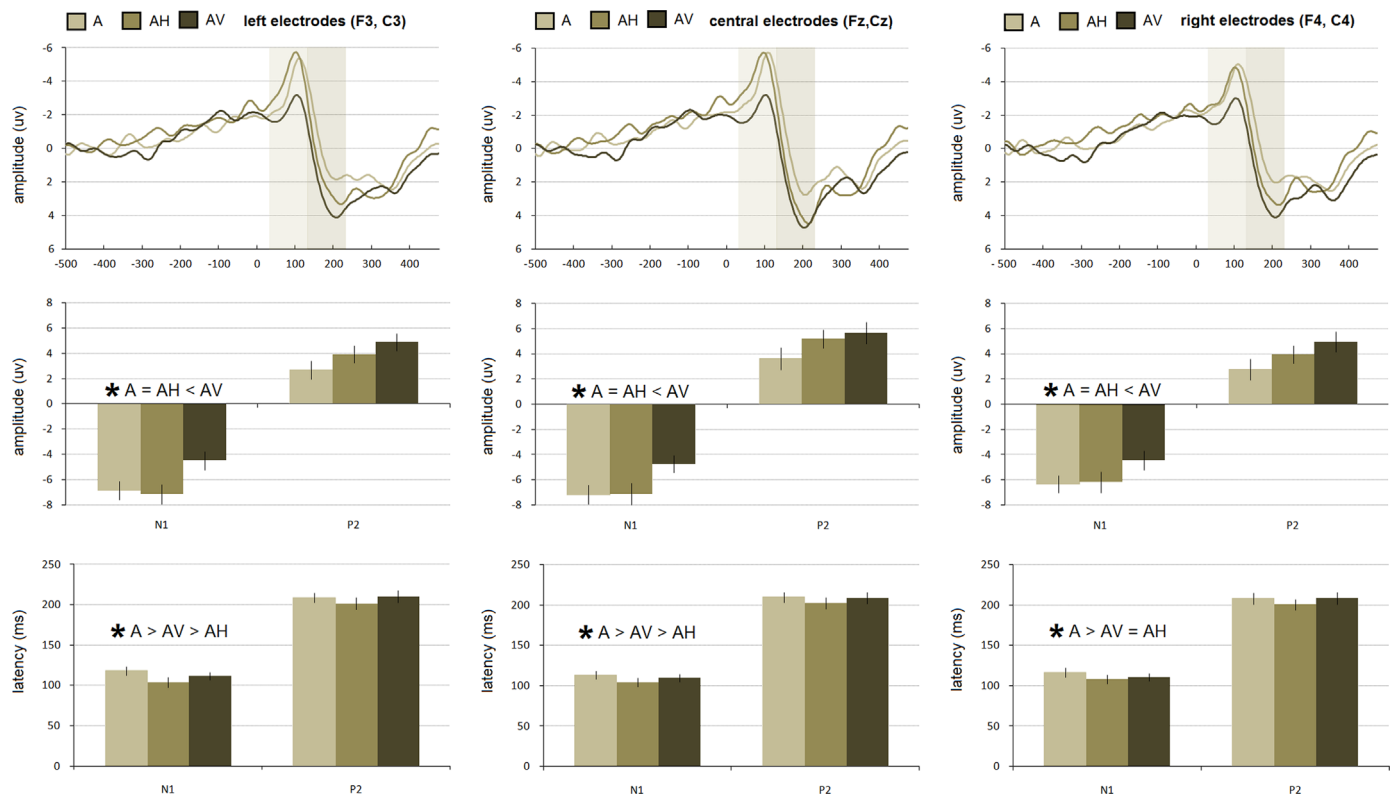 A AH AV left electrodes (F3, C3)
amplitude (uv)
-6
-4
-2
0
2
4
6
-500 -400 -300 -200 -100 0 100 200 300 400
A AH AV central electrodes (Fz,Cz)
amplitude (uv)
-6
-4
-2
0
2
4
6
-500 -400 -300 -200 -100 0 100 200 300 400
A AH AV right electrodes (F4, C4)
amplitude (uv)
-6
-4
-2
0
2
4
6
-500 -400 -300 -200 -100 0 100 200 300 400
amplitude (uv)
8
6
4
2
0
-2
-4
-6
-8
* A = AH < AV
N1 P2
amplitude (uv)
8
6
4
2
0
-2
-4
-6
-8
* A = AH < AV
N1 P2
amplitude (uv)
8
6
4
2
0
-2
-4
-6
-8
* A = AH < AV
N1 P2
latency (ms)
250
200
150
100
50
0
* A > AV > AH
N1 P2
latency (ms)
250
200
150
100
50
0
* A > AV > AH
N1 P2
latency (ms)
250
200
150
100
50
0
* A > AV = AH
N1 P2